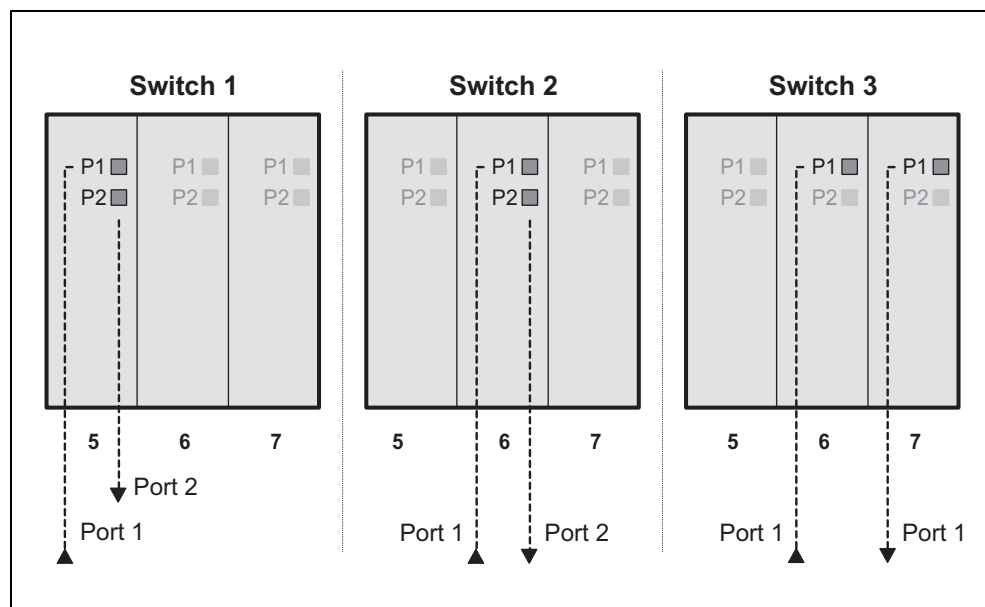 Switch 1 Switch 2 Switch 3
P1 P1 P1 P1 P1 P1 P1 P1 P1
P2 P2 P2 P2 P2 P2 P2 P2 P2
5 6 7 5 6 7 5 6 7
Port 2
Port 1 Port 1 Port 2 Port 1 Port 1